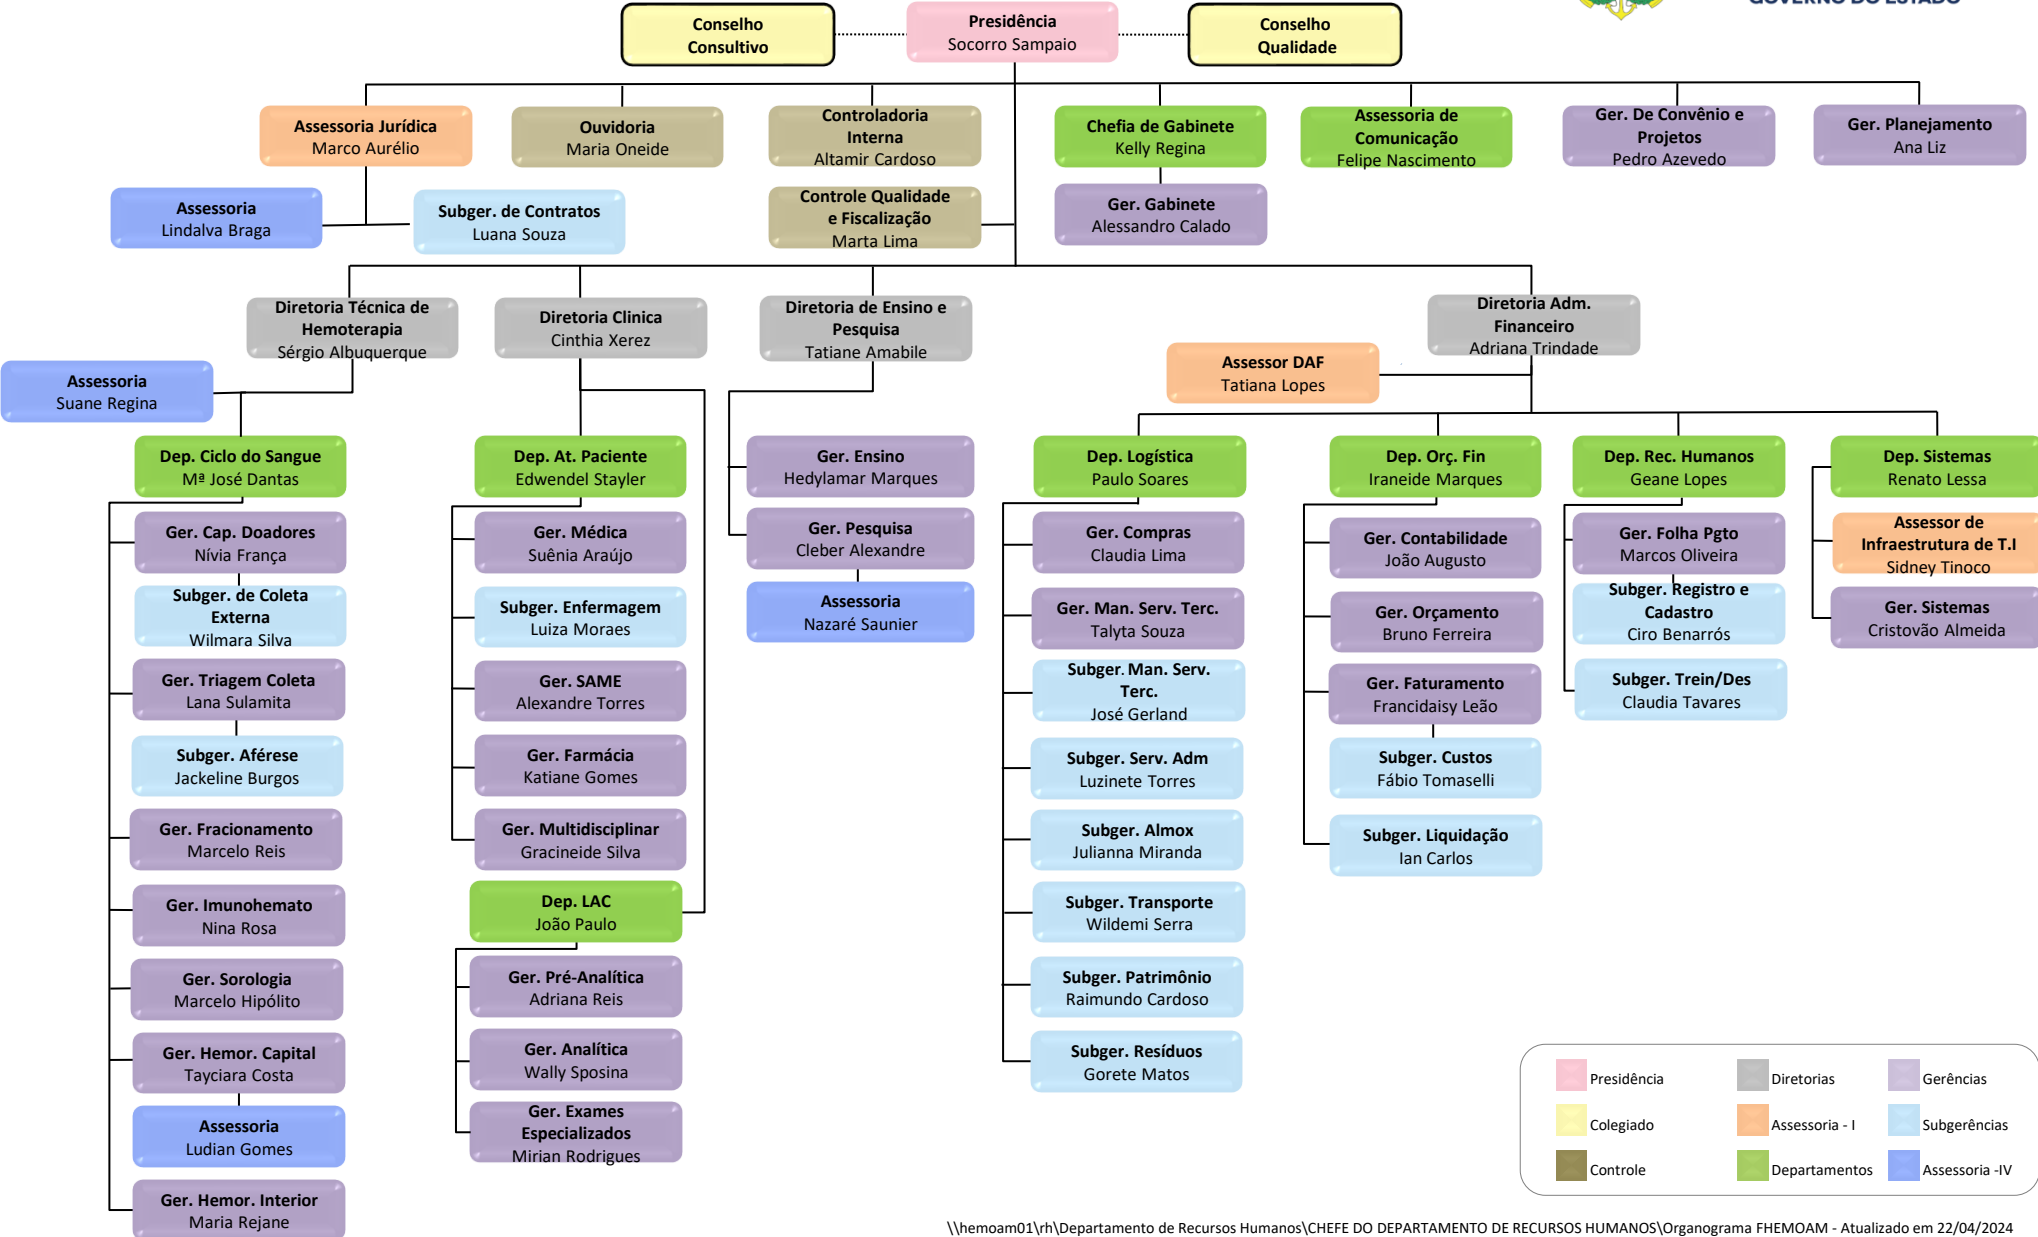 GOVERNO DO ESTADO
Conselho
Consultivo
Presidência
Socorro Sampaio
Conselho
Qualidade
Assessoria Jurídica
Marco Aurélio
Ouvidoria
Maria Oneide
Controladoria
Interna
Altamir Cardoso
Chefia de Gabinete
Kelly Regina
Assessoria de
Comunicação
Felipe Nascimento
Ger. De Convênio e
Projetos
Pedro Azevedo
Ger. Planejamento
Ana Liz
Assessoria
Lindalva Braga
Subger. de Contratos
Luana Souza
Controle Qualidade
e Fiscalização
Marta Lima
Ger. Gabinete
Alessandro Calado
Diretoria Técnica de
Hemoterapia
Sérgio Albuquerque
Diretoria Clinica
Cinthia Xerez
Diretoria de Ensino e
Pesquisa
Tatiane Amabile
Diretoria Adm.
Financeiro
Adriana Trindade
Assessoria
Suane Regina
Assessor DAF
Tatiana Lopes
Dep. Ciclo do Sangue
Mª José Dantas
Ger. Cap. Doadores
Nívia França
Subger. de Coleta
Externa
Wilmara Silva
Ger. Triagem Coleta
Lana Sulamita
Subger. Aférese
Jackeline Burgos
Ger. Fracionamento
Marcelo Reis
Ger. Imunohemato
Nina Rosa
Ger. Sorologia
Marcelo Hipólito
Ger. Hemor. Capital
Tayciara Costa
Assessoria
Ludian Gomes
Ger. Hemor. Interior
Maria Rejane
Dep. At. Paciente
Edwendel Stayler
Ger. Médica
Suênia Araújo
Subger. Enfermagem
Luiza Moraes
Ger. SAME
Alexandre Torres
Ger. Farmácia
Katiane Gomes
Ger. Multidisciplinar
Gracineide Silva
Dep. LAC
João Paulo
Ger. Pré-Analítica
Adriana Reis
Ger. Analítica
Wally Sposina
Ger. Exames
Especializados
Mirian Rodrigues
Ger. Ensino
Hedylamar Marques
Ger. Pesquisa
Cleber Alexandre
Assessoria
Nazaré Saunier
Dep. Logística
Paulo Soares
Ger. Compras
Claudia Lima
Ger. Man. Serv. Terc.
Talyta Souza
Subger. Man. Serv.
Terc.
José Gerland
Subger. Serv. Adm
Luzinete Torres
Subger. Almox
Julianna Miranda
Subger. Transporte
Wildemi Serra
Subger. Patrimônio
Raimundo Cardoso
Subger. Resíduos
Gorete Matos
Dep. Orç. Fin
Iraneide Marques
Ger. Contabilidade
João Augusto
Ger. Orçamento
Bruno Ferreira
Ger. Faturamento
Francidaisy Leão
Subger. Custos
Fábio Tomaselli
Subger. Liquidação
Ian Carlos
Dep. Rec. Humanos
Geane Lopes
Ger. Folha Pgto
Marcos Oliveira
Subger. Registro e
Cadastro
Ciro Benarrós
Subger. Trein/Des
Claudia Tavares
Dep. Sistemas
Renato Lessa
Assessor de
Infraestrutura de T.I
Sidney Tinoco
Ger. Sistemas
Cristovão Almeida
Presidência
Diretorias
Gerências
Colegiado
Assessoria - I
Subgerências
Controle
Departamentos
Assessoria -IV
\\hemoam01\rh\Departamento de Recursos Humanos\CHEFE DO DEPARTAMENTO DE RECURSOS HUMANOS\Organograma FHEMOAM - Atualizado em 22/04/2024